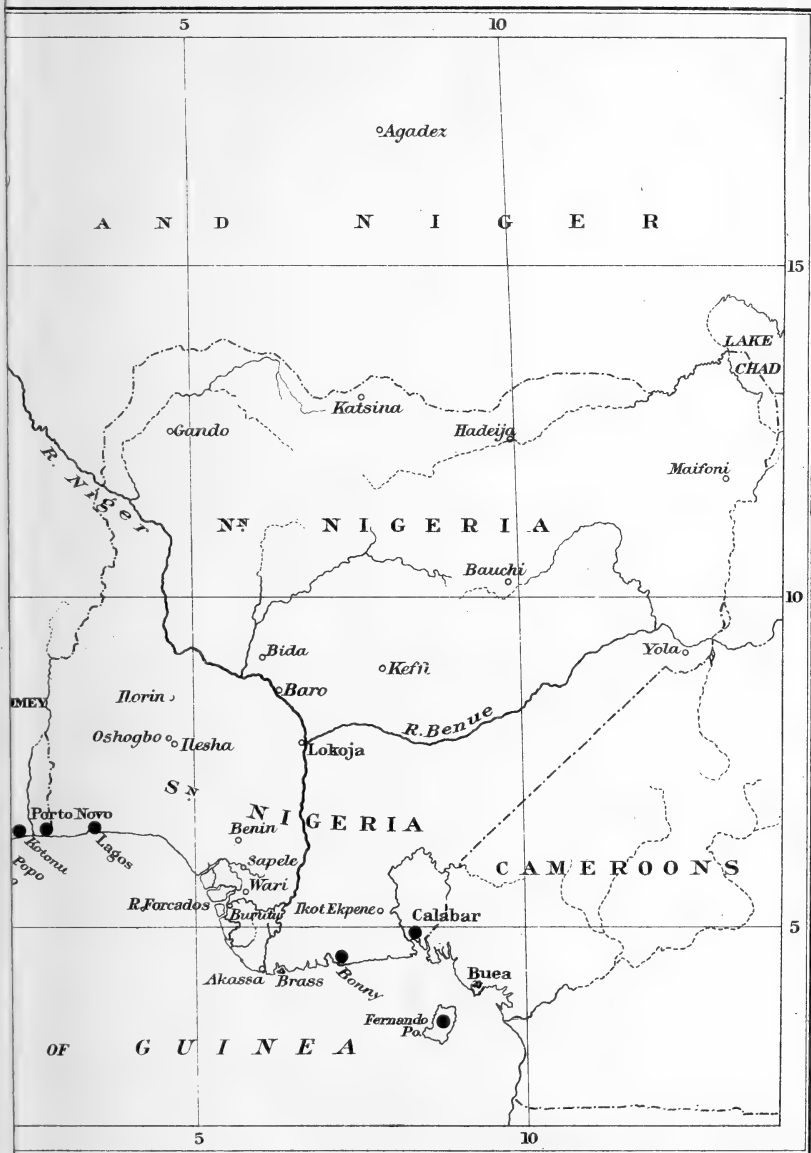 5 10
Agadez
AND NIGER
15
LAKE
CHAD
Katsina
Gando
Hadeija
Maifoni
R. Niger
NN. NIGERIA
Bauchi
10
Bida
Kefti
Yola
Baro
Ilorin
OMEY
R. Benue
Oshogbo
Ilesha
Lokoja
SN.
NIGERIA
Porto Novo
Kotonu
Lagos
Benin
Popo
Sapele
CAMEROONS
Wari
R. Forcados
Burutu
Ikot Ekpene
Calabar
5
Akassa
Brass
Bonny
Buea
Fernando
Po.
OF GUINEA
5 10